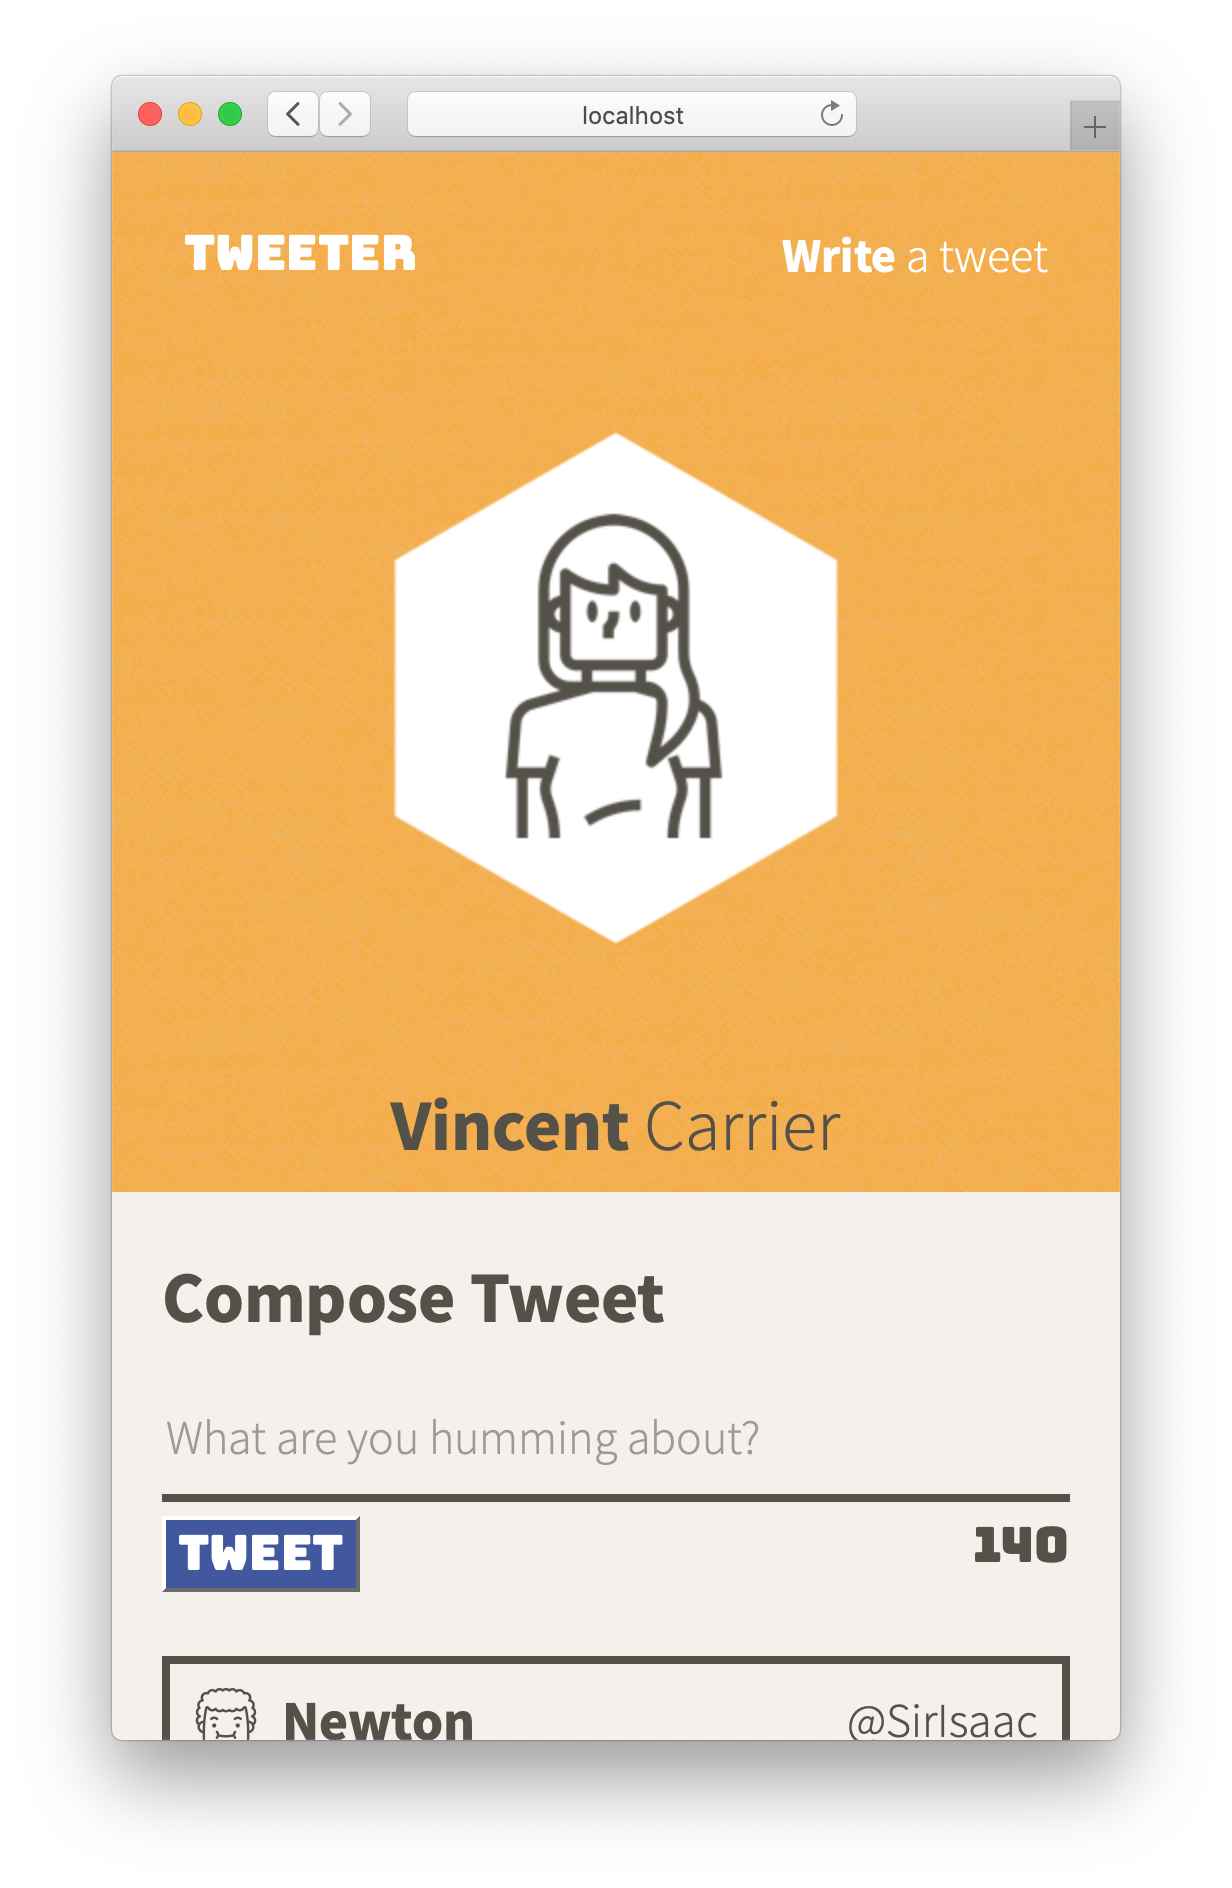 localhost
TWEETER
Write a tweet
Vincent Carrier
Compose Tweet
What are you humming about?
TWEET 140
Newton @SirIsaac